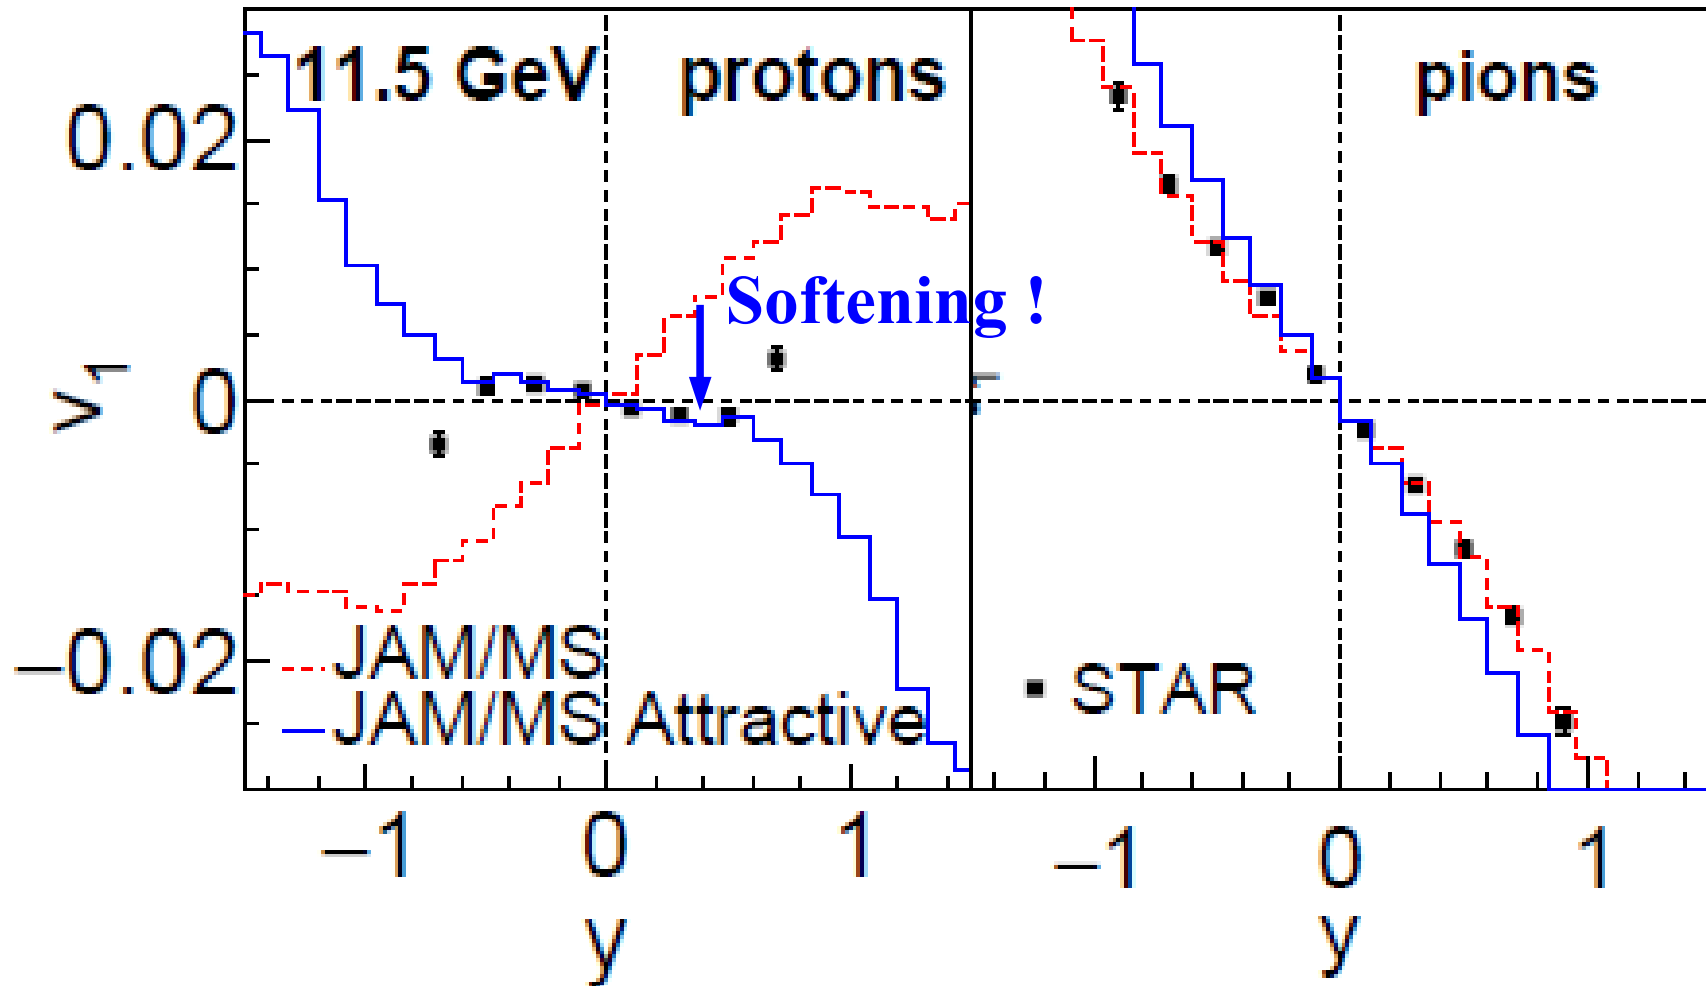 11.5 GeV protons
pions
0.02
Softening !
v1
0
−0.02
JAM/MS
JAM/MS Attractive
STAR
−1 0 1
−1 0 1
y
y